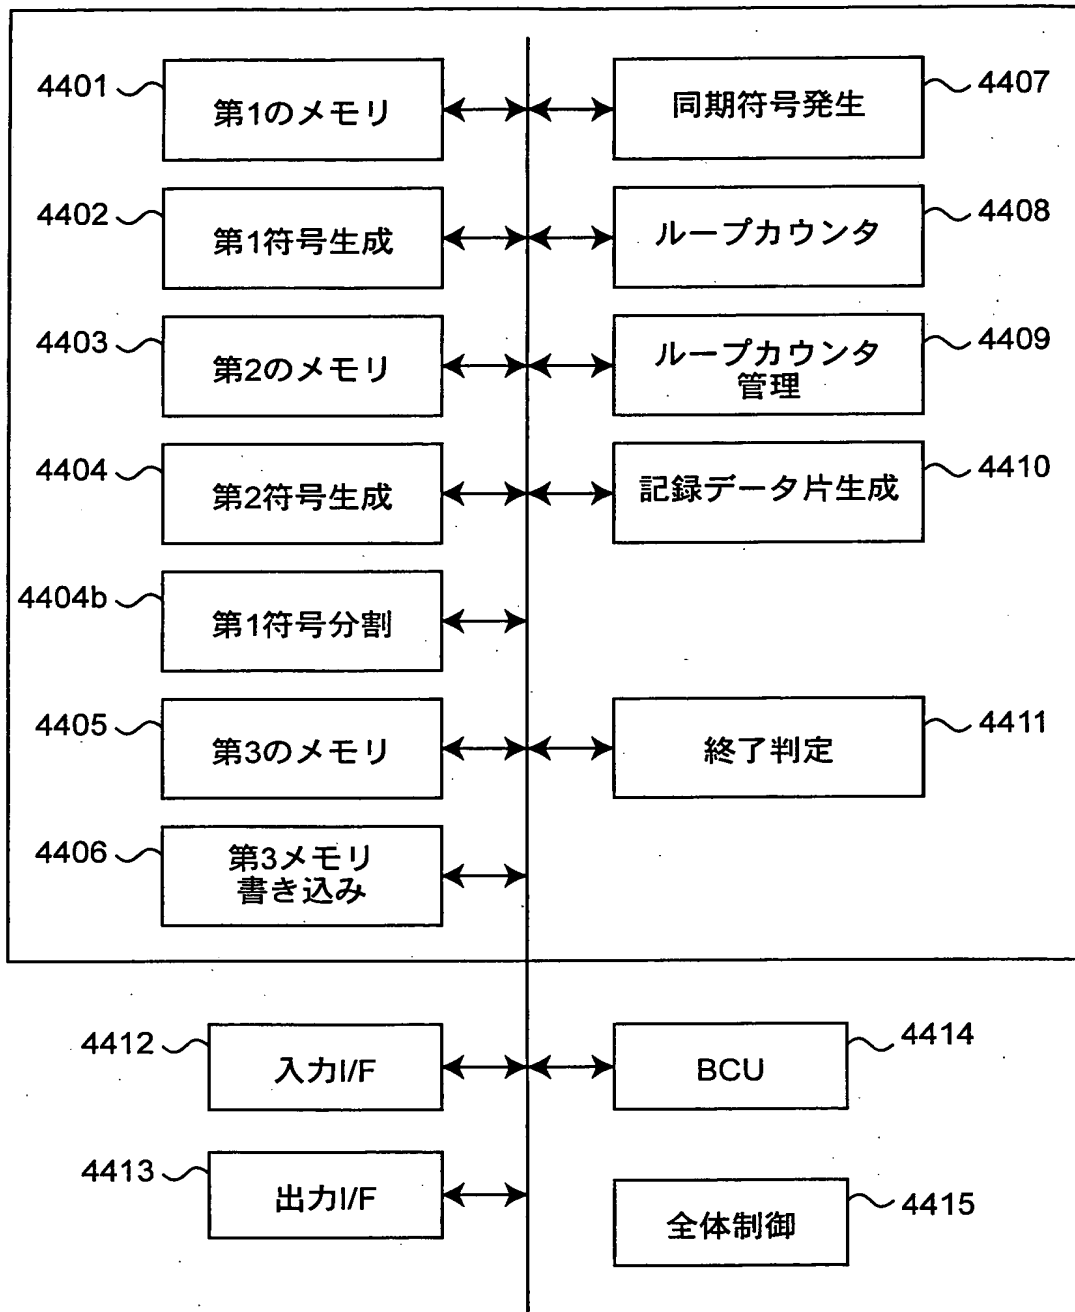 4401
第1のメモリ
4402
第1符号生成
4403
第2のメモリ
4404
第2符号生成
4404b
第1符号分割
4405
第3のメモリ
4406
第3メモリ
書き込み
4407
同期符号発生
4408
ループカウンタ
4409
ループカウンタ
管理
4410
記録データ片生成
4411
終了判定
4412
入力I/F
4413
出力I/F
4414
BCU
4415
全体制御